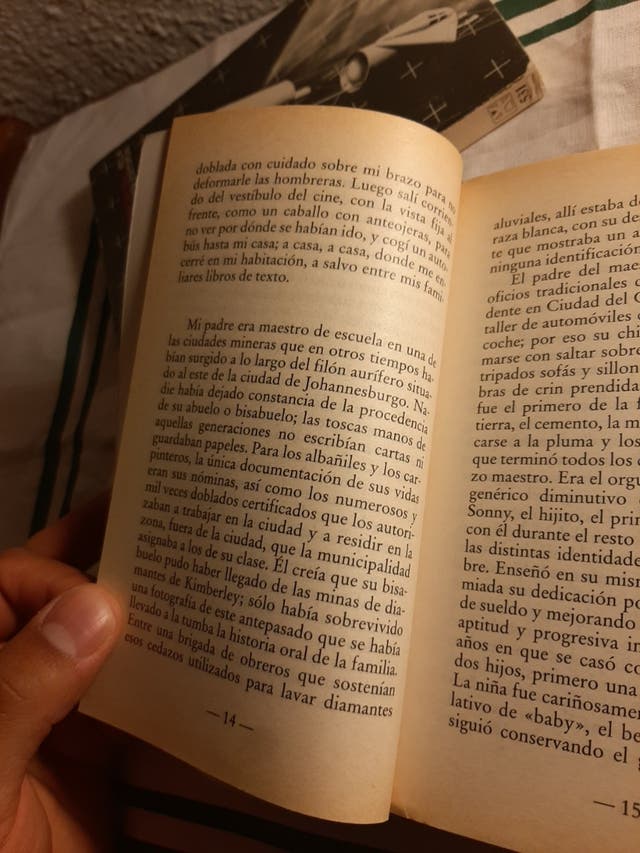 doblada con cuidado sobre mi brazo para no
deformarle las hombreras. Luego salí corrien-
do del vestíbulo del cine, con la vista fija al
frente, como un caballo con anteojeras, para
no ver por dónde se habían ido, y cogí un auto-
bús hasta mi casa; a casa, a casa, donde me en-
cerré en mi habitación, a salvo entre mis fami-
liares libros de texto.
Mi padre era maestro de escuela en una de
las ciudades mineras que en otros tiempos ha-
bían surgido a lo largo del filón aurífero situa-
do al este de la ciudad de Johannesburgo. Na-
die había dejado constancia de la procedencia
de su abuelo o bisabuelo; las toscas manos de
aquellas generaciones no escribían cartas ni
guardaban papeles. Para los albañiles y los car-
pinteros, la única documentación de sus vidas
eran sus nóminas, así como los numerosos y
mil veces doblados certificados que los autori-
zaban a trabajar en la ciudad y a residir en la
zona, fuera de la ciudad, que la municipalidad
asignaba a los de su clase. Él creía que su bisa-
buelo pudo haber llegado de las minas de dia-
mantes de Kimberley; sólo había sobrevivido
una fotografía de este antepasado que se había
llevado a la tumba la historia oral de la familia.
Entre una brigada de obreros que sostenían
esos cedazos utilizados para lavar diamantes
— 14 —
aluviales, allí estaba d
raza blanca, con su de
te que mostraba un a
ninguna identificación
El padre del mae
oficios tradicionales d
dente en Ciudad del C
taller de automóviles
coche; por eso su chi
marse con saltar sobre
tripados sofás y sillon
bras de crin prendida
fue el primero de la f
tierra, el cemento, la m
carse a la pluma y los
que terminó todos los c
zo maestro. Era el orgu
genérico diminutivo
Sonny, el hijito, el prin
con él durante el resto
las distintas identidade
bre. Enseñó en su mism
miada su dedicación po
de sueldo y mejorando
aptitud y progresiva in
años en que se casó co
dos hijos, primero una
La niña fue cariñosamen
lativo de «baby», el be
siguió conservando el g
— 15